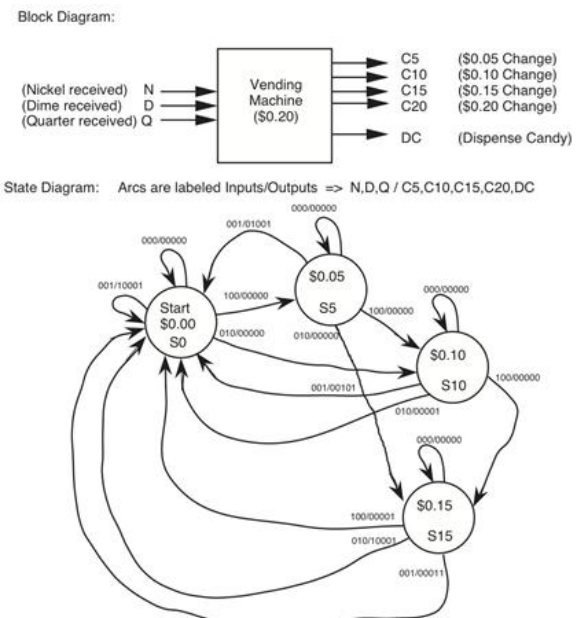 Block Diagram:
(Nickel received) N
(Dime received) D
(Quarter received) Q
Vending
Machine
($0.20)
C5 ($0.05 Change)
C10 ($0.10 Change)
C15 ($0.15 Change)
C20 ($0.20 Change)
DC (Dispense Candy)
State Diagram: Arcs are labeled Inputs/Outputs => N,D,Q / C5,C10,C15,C20,DC
000/00000
001/01001
000/00000
001/10001
Start
$0.00
S0
100/00000
$0.05
S5
010/00000
010/00000
100/00000
000/00000
$0.10
S10
001/00101
010/00001
100/00000
000/00000
$0.15
S15
100/00001
010/10001
001/00011